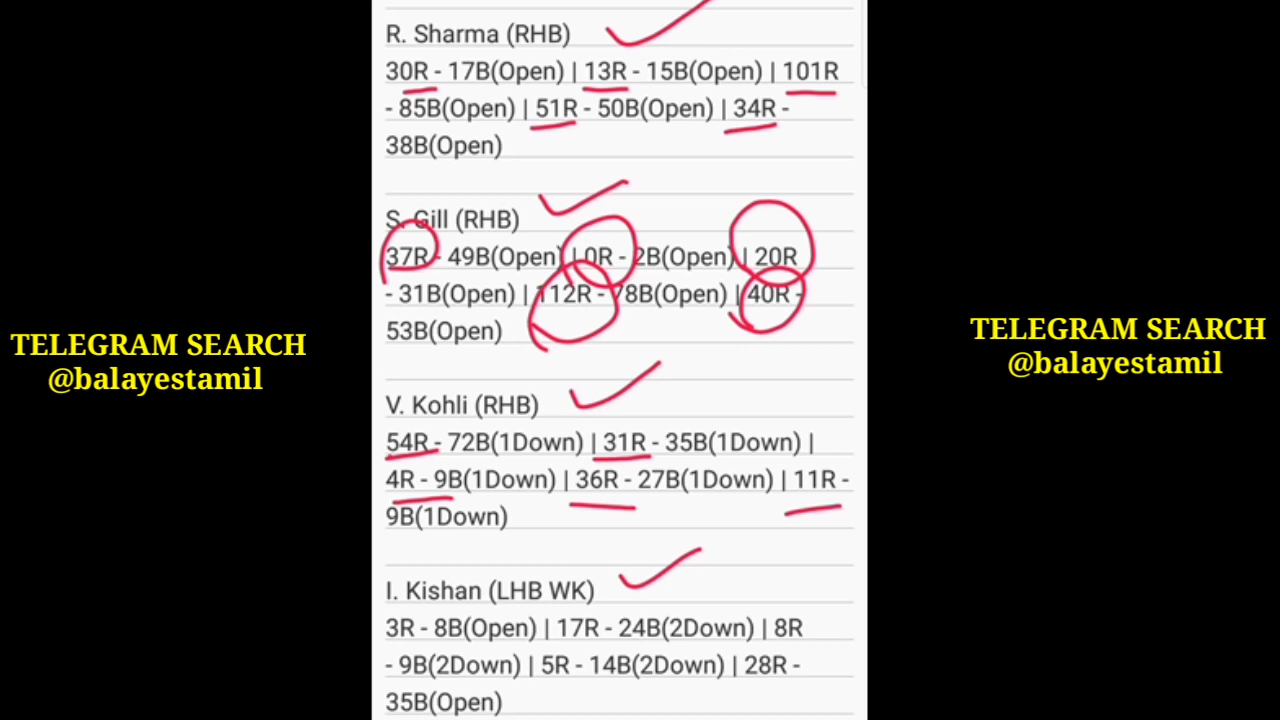 R. Sharma (RHB)
30R - 17B(Open) | 13R - 15B(Open) | 101R
- 85B(Open) | 51R - 50B(Open) | 34R -
38B(Open)
S. Gill (RHB)
37R - 49B(Open) | 0R - 2B(Open) | 20R
- 31B(Open) | 112R - 78B(Open) | 40R -
53B(Open)
V. Kohli (RHB)
54R - 72B(1Down) | 31R - 35B(1Down) |
4R - 9B(1Down) | 36R - 27B(1Down) | 11R -
9B(1Down)
I. Kishan (LHB WK)
3R - 8B(Open) | 17R - 24B(2Down) | 8R
- 9B(2Down) | 5R - 14B(2Down) | 28R -
35B(Open)
TELEGRAM SEARCH
@balayestamil
TELEGRAM SEARCH
@balayestamil